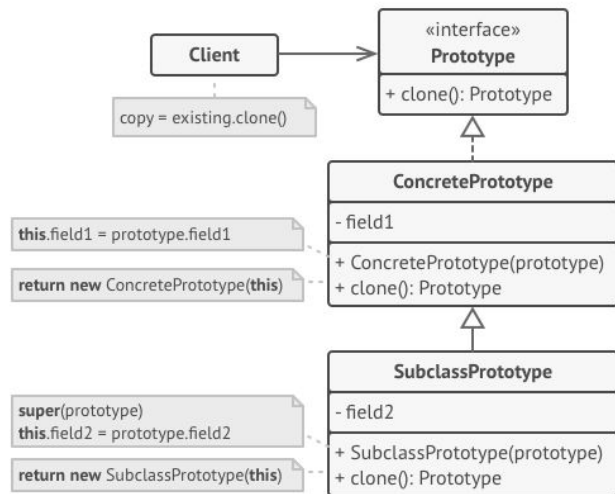 Client
copy = existing.clone()
«interface»
Prototype
+ clone(): Prototype
ConcretePrototype
- field1
+ ConcretePrototype(prototype)
+ clone(): Prototype
this.field1 = prototype.field1
return new ConcretePrototype(this)
SubclassPrototype
- field2
+ SubclassPrototype(prototype)
+ clone(): Prototype
super(prototype)
this.field2 = prototype.field2
return new SubclassPrototype(this)